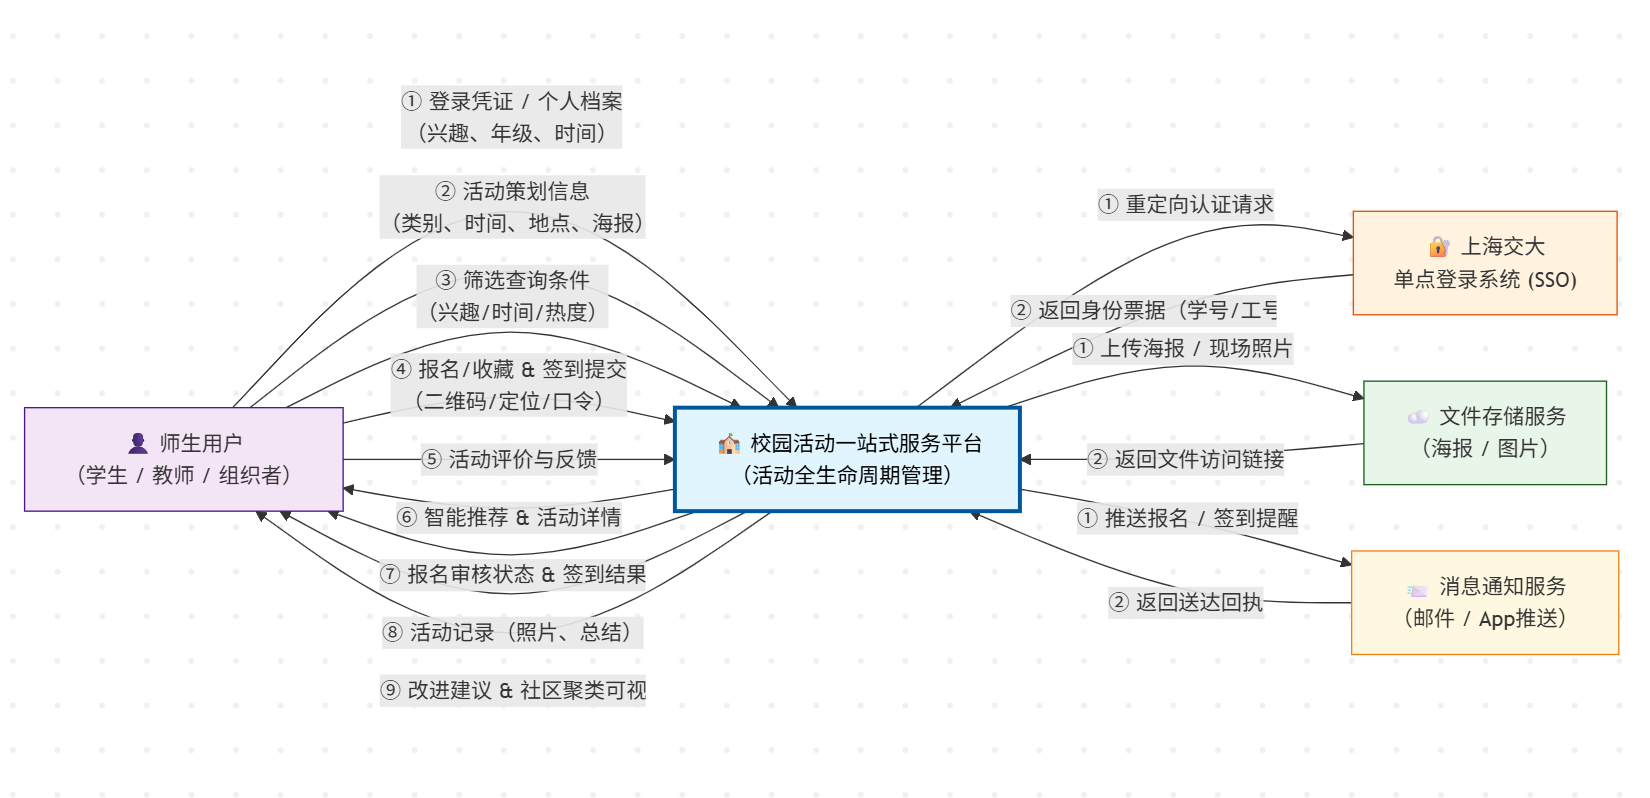 ① 登录凭证 / 个人档案
（兴趣、年级、时间）
② 活动策划信息
（类别、时间、地点、海报）
③ 筛选查询条件
（兴趣/时间/热度）
④ 报名/收藏 & 签到提交
（二维码/定位/口令）
⑤ 活动评价与反馈
⑥ 智能推荐 & 活动详情
⑦ 报名审核状态 & 签到结果
⑧ 活动记录（照片、总结）
⑨ 改进建议 & 社区聚类可视
师生用户
（学生 / 教师 / 组织者）
校园活动一站式服务平台
（活动全生命周期管理）
① 重定向认证请求
② 返回身份票据（学号/工号
① 上传海报 / 现场照片
② 返回文件访问链接
① 推送报名 / 签到提醒
② 返回送达回执
上海交大
单点登录系统 (SSO)
文件存储服务
（海报 / 图片）
消息通知服务
（邮件 / App推送）